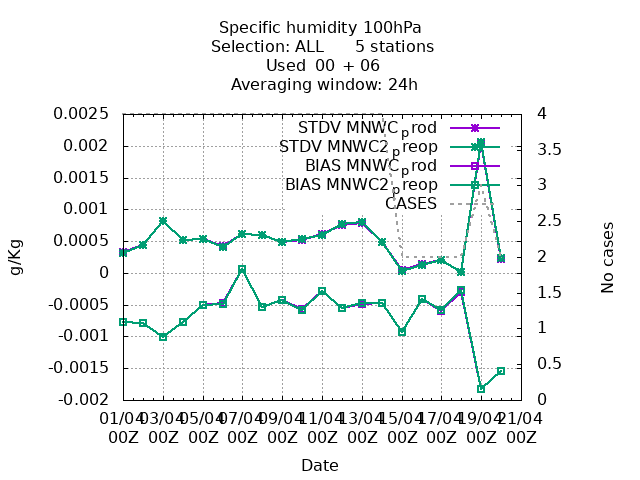 Specific humidity 100hPa
Selection: ALL 5 stations
Used 00 + 06
Averaging window: 24h
0.0025
0.002
0.0015
0.001
0.0005
0
-0.0005
-0.001
-0.0015
-0.002
g/Kg
STDV MNWC_prod
STDV MNWC2_preop
BIAS MNWC_prod
BIAS MNWC2_preop
CASES
4
3.5
3
2.5
2
1.5
1
0.5
0
No cases
01/04 03/04 05/04 07/04 09/04 11/04 13/04 15/04 17/04 19/04 21/04
00Z 00Z 00Z 00Z 00Z 00Z 00Z 00Z 00Z 00Z 00Z
Date